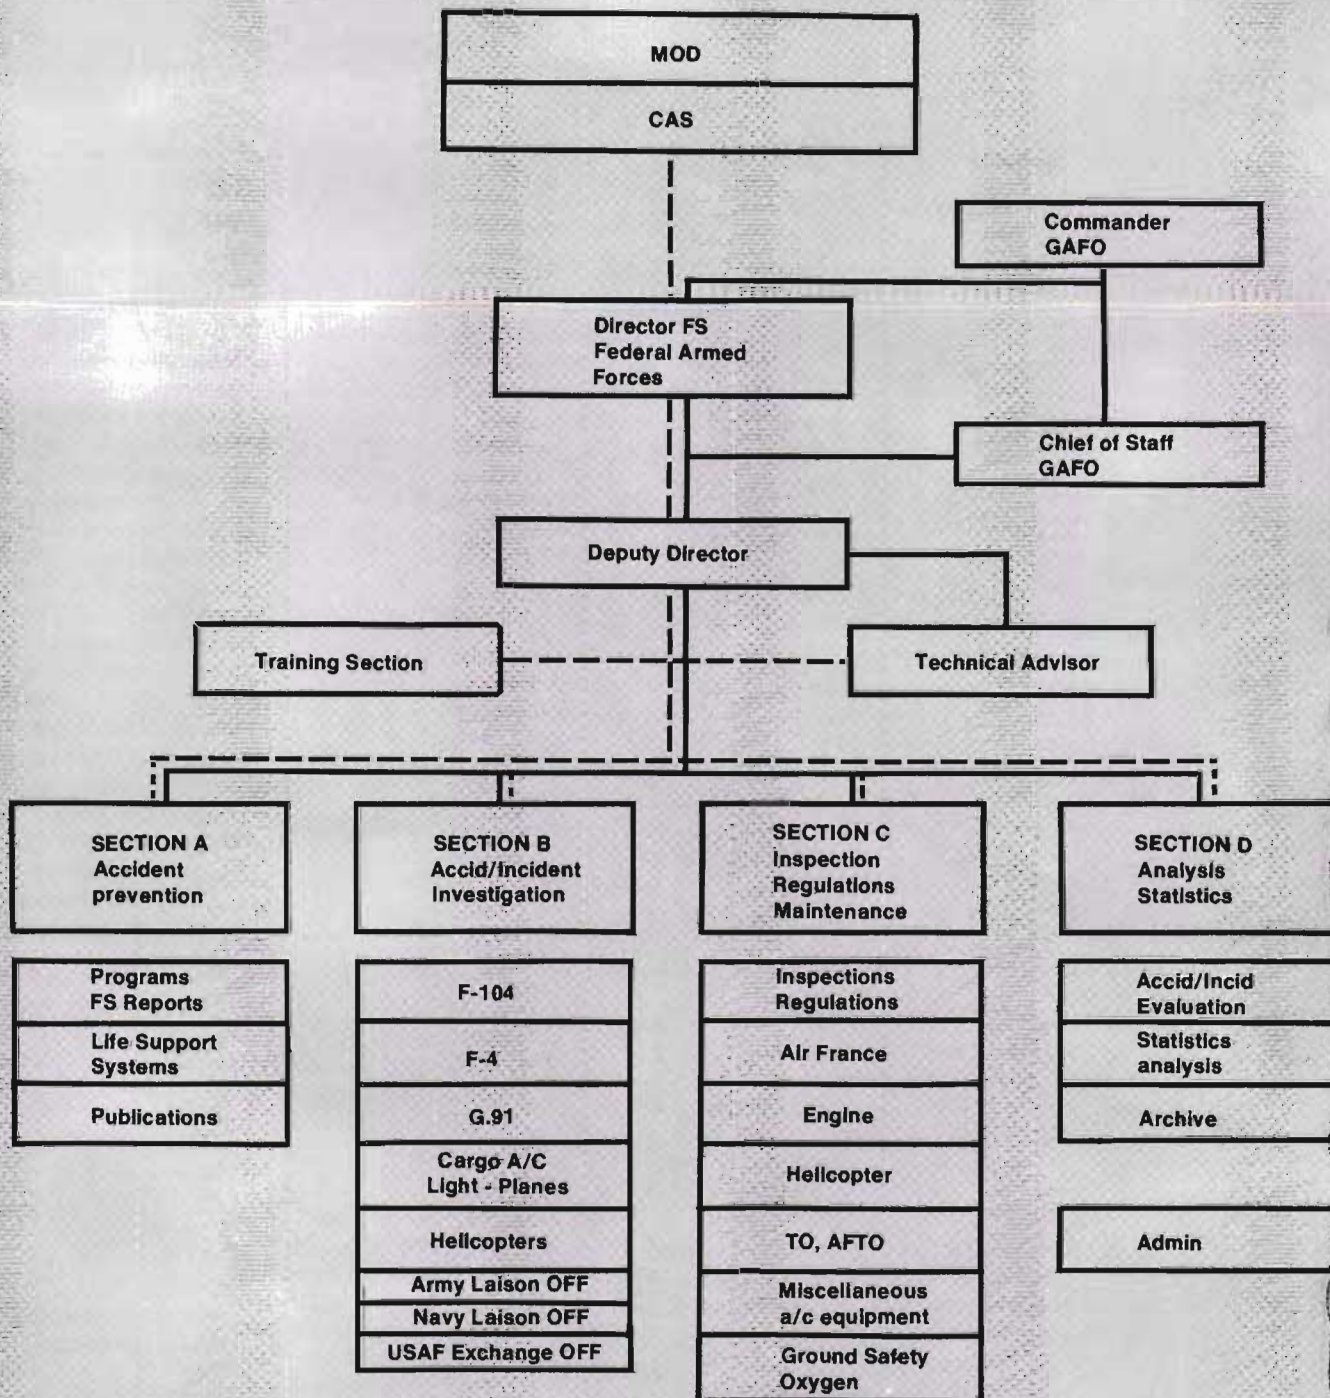 MOD
CAS
Commander
GAFO
Director FS
Federal Armed
Forces
Chief of Staff
GAFO
Deputy Director
Training Section
Technical Advisor
SECTION A
Accident
prevention
SECTION B
Accid/Incident
Investigation
SECTION C
Inspection
Regulations
Maintenance
SECTION D
Analysis
Statistics
Programs
FS Reports
Life Support
Systems
Publications
F-104
F-4
G.91
Cargo A/C
Light - Planes
Helicopters
Army Laison OFF
Navy Laison OFF
USAF Exchange OFF
Inspections
Regulations
Air France
Engine
Helicopter
TO, AFTO
Miscellaneous
a/c equipment
Ground Safety
Oxygen
Accid/Incid
Evaluation
Statistics
analysis
Archive
Admin